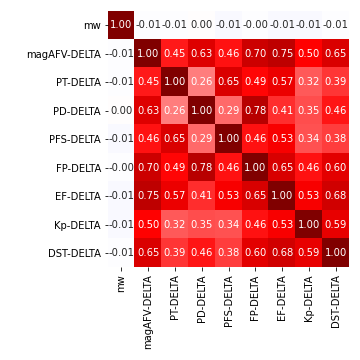 mw 1.00 -0.01 -0.01 0.00 -0.01 -0.00 -0.01 -0.01 -0.01
magAFV-DELTA -0.01 1.00 0.45 0.63 0.46 0.70 0.75 0.50 0.65
PT-DELTA -0.01 0.45 1.00 0.26 0.65 0.49 0.57 0.32 0.39
PD-DELTA 0.00 0.63 0.26 1.00 0.29 0.78 0.41 0.35 0.46
PFS-DELTA -0.01 0.46 0.65 0.29 1.00 0.46 0.53 0.34 0.38
FP-DELTA -0.00 0.70 0.49 0.78 0.46 1.00 0.65 0.46 0.60
EF-DELTA -0.01 0.75 0.57 0.41 0.53 0.65 1.00 0.53 0.68
Kp-DELTA -0.01 0.50 0.32 0.35 0.34 0.46 0.53 1.00 0.59
DST-DELTA -0.01 0.65 0.39 0.46 0.38 0.60 0.68 0.59 1.00
mw magAFV-DELTA PT-DELTA PD-DELTA PFS-DELTA FP-DELTA EF-DELTA Kp-DELTA DST-DELTA